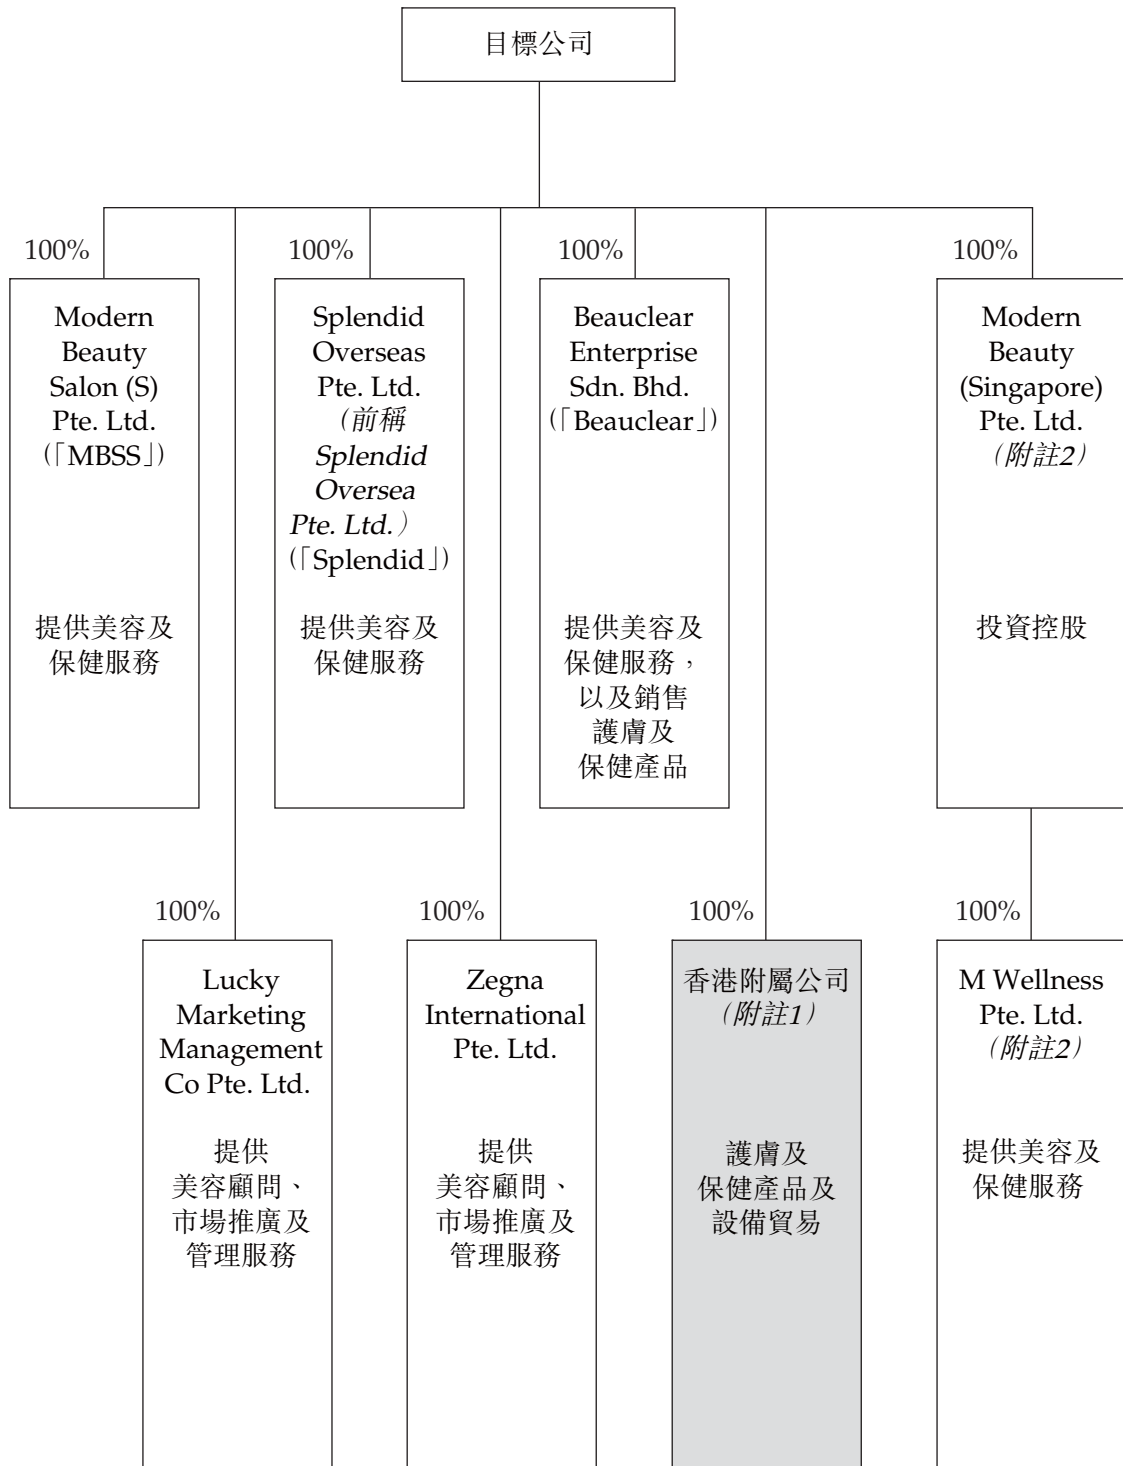 目標公司
100%
Modern
Beauty
Salon (S)
Pte. Ltd.
(「MBSS」)
提供美容及
保健服務
100%
Splendid
Overseas
Pte. Ltd.
(前稱
Splendid
Oversea
Pte. Ltd.)
(「Splendid」)
提供美容及
保健服務
100%
Beauclear
Enterprise
Sdn. Bhd.
(「Beauclear」)
提供美容及
保健服務，
以及銷售
護膚及
保健產品
100%
Modern
Beauty
(Singapore)
Pte. Ltd.
(附註2)
投資控股
100%
Lucky
Marketing
Management
Co Pte. Ltd.
提供
美容顧問、
市場推廣及
管理服務
100%
Zegna
International
Pte. Ltd.
提供
美容顧問、
市場推廣及
管理服務
100%
香港附屬公司
(附註1)
護膚及
保健產品及
設備貿易
100%
M Wellness
Pte. Ltd.
(附註2)
提供美容及
保健服務